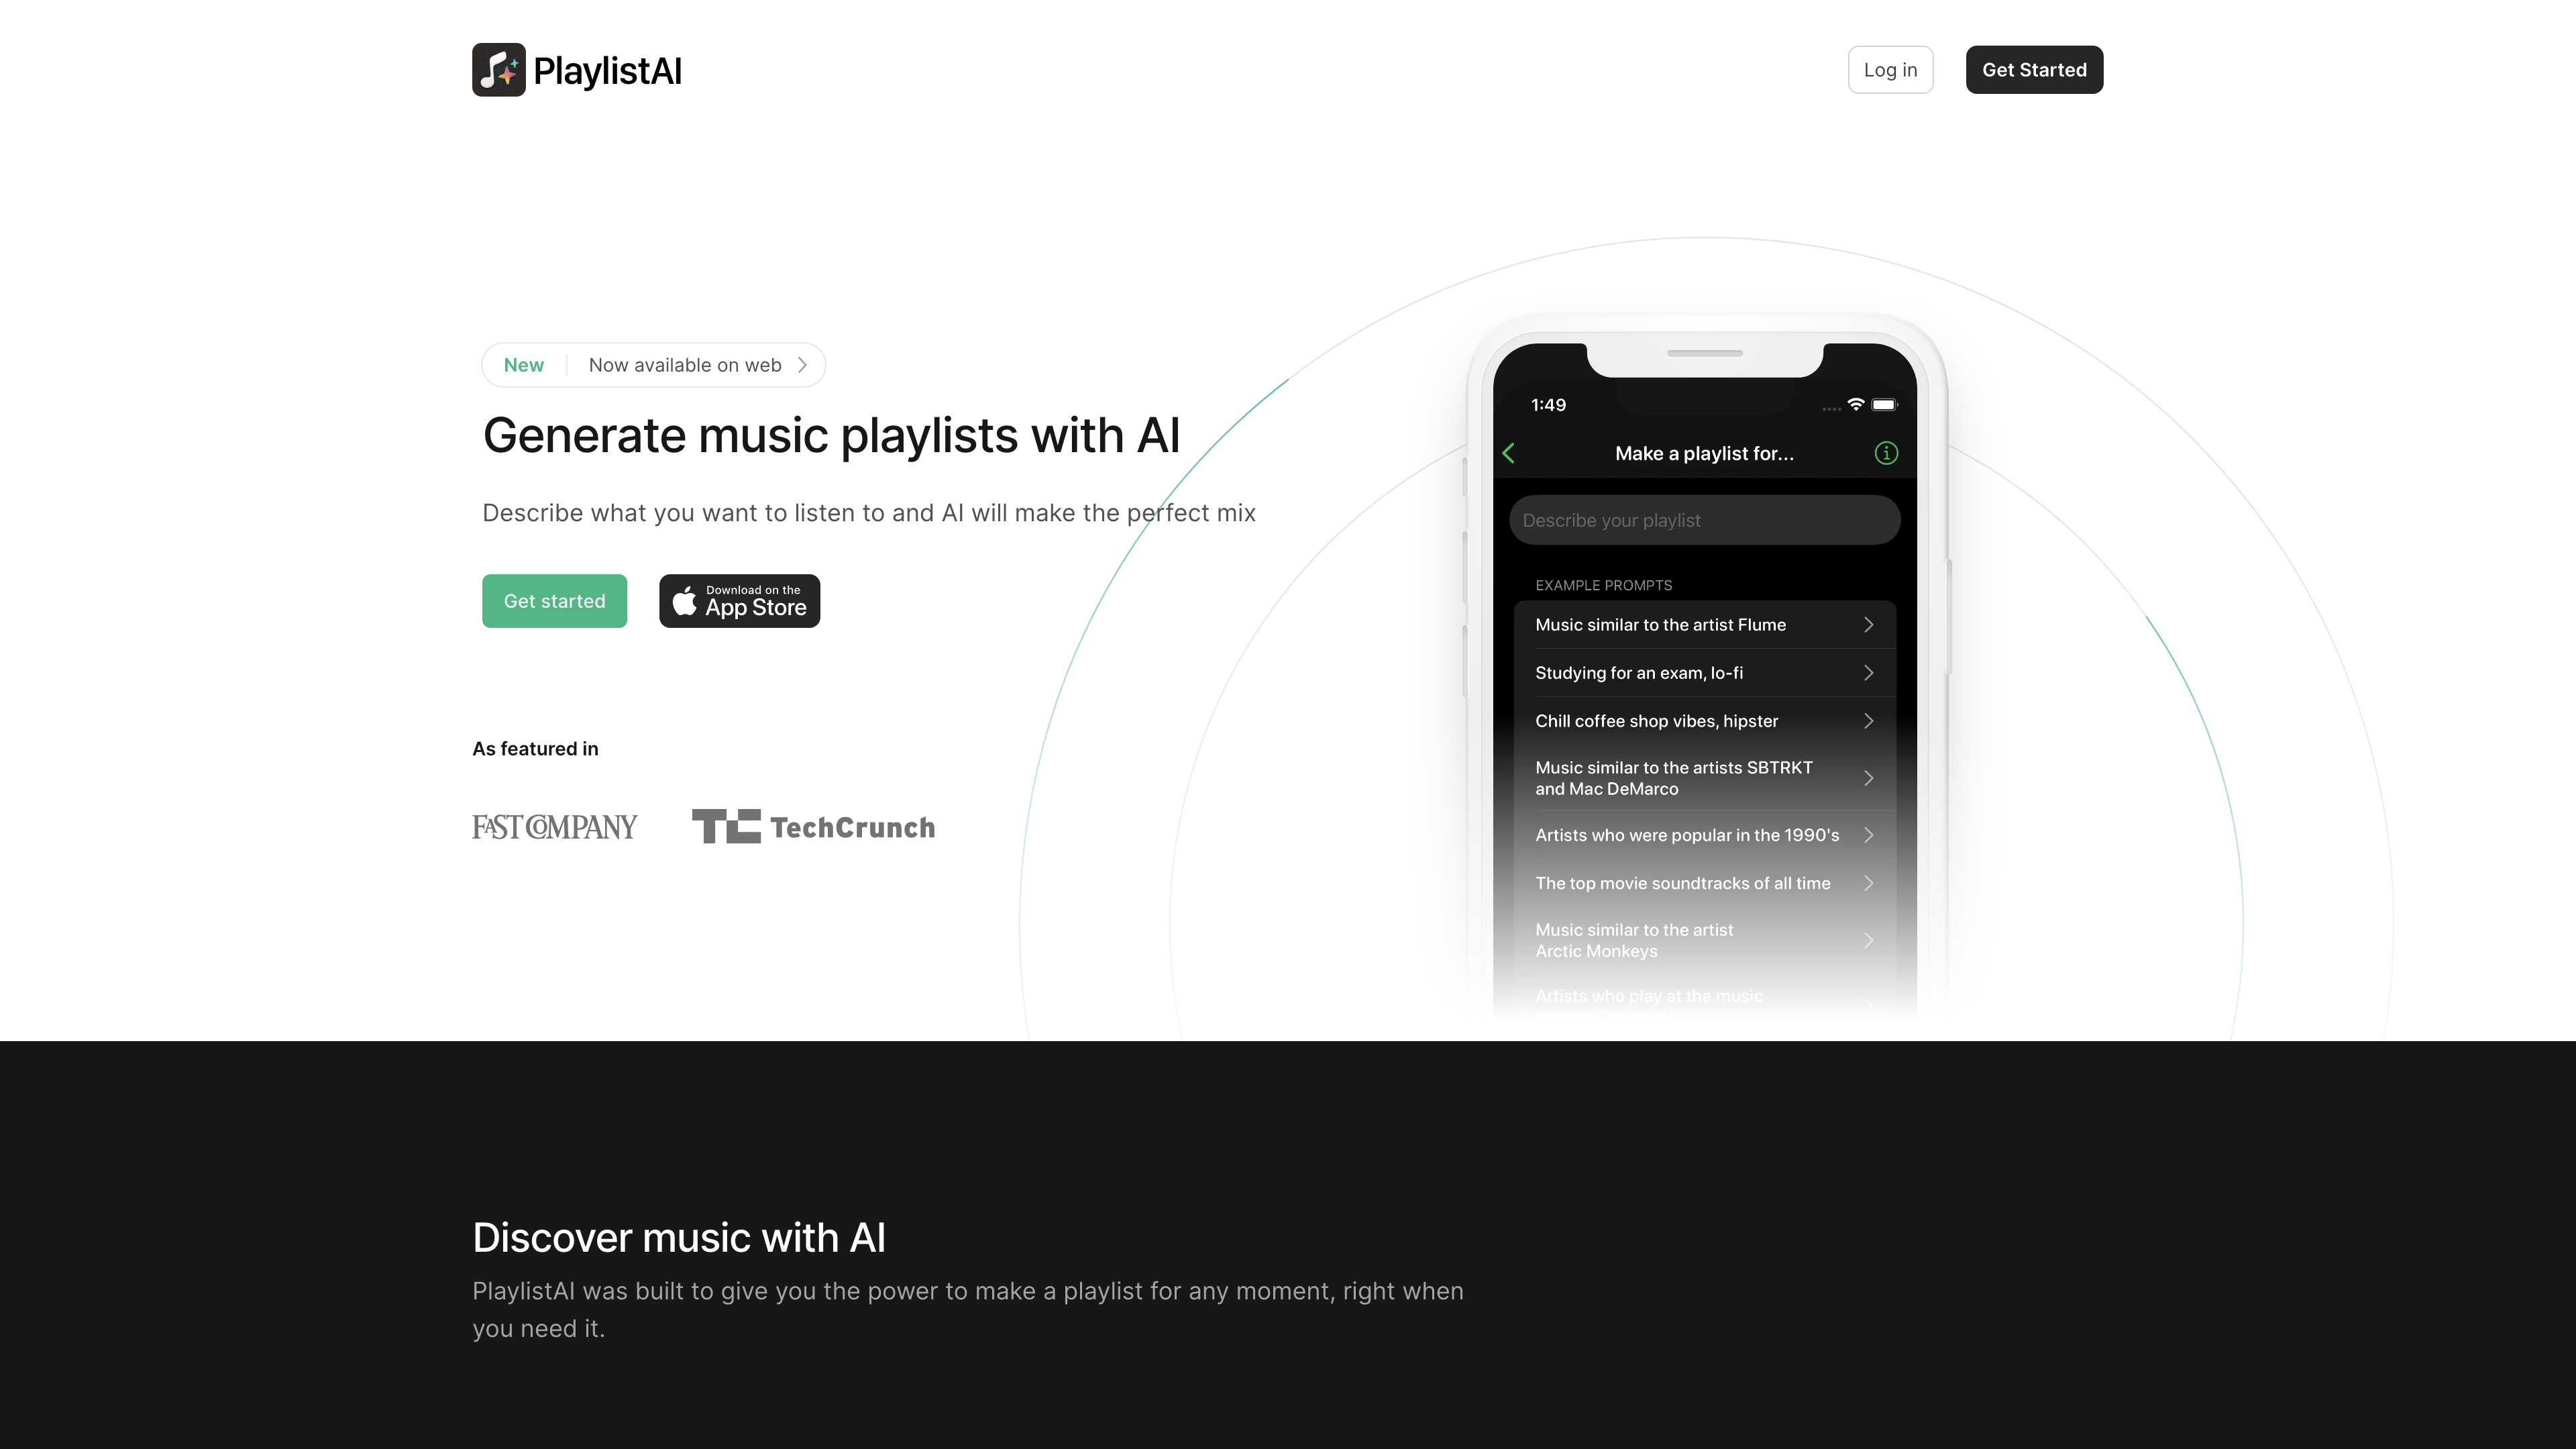 PlaylistAI
Log in
Get Started
New
Now available on web
Generate music playlists with AI
Describe what you want to listen to and AI will make the perfect mix
Get started
Download on the
App Store
As featured in
FAST COMPANY
TC TechCrunch
1:49
Make a playlist for...
Describe your playlist
EXAMPLE PROMPTS
Music similar to the artist Flume
Studying for an exam, lo-fi
Chill coffee shop vibes, hipster
Music similar to the artists SBTRKT
and Mac DeMarco
Artists who were popular in the 1990's
The top movie soundtracks of all time
Music similar to the artist
Arctic Monkeys
Artists who play at the music
Discover music with AI
PlaylistAI was built to give you the power to make a playlist for any moment, right when
you need it.